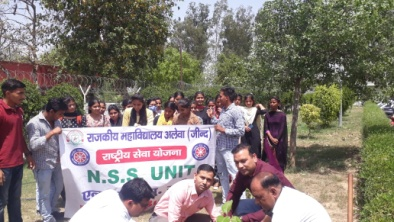 राजकीय महाविद्यालय अलेवा (जीन्द)
राष्ट्रीय सेवा योजना
N.S.S. UNIT